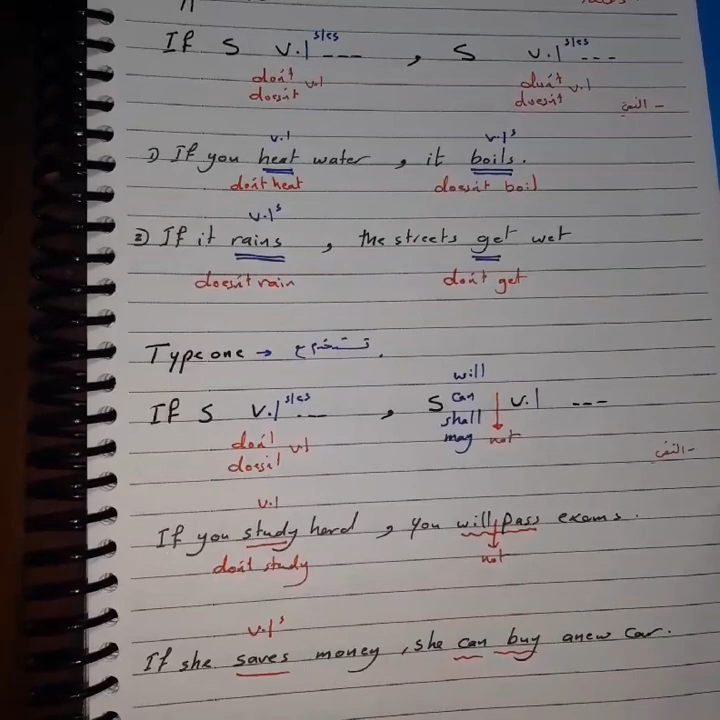 If S v.1 s/es ---, S v.1 s/es ---
don't doesn't v.1 don't doesn't v.1
- النفي
v.1 v.1 s
1) If you heat water, it boils.
don't heat doesn't boil
v.1 s
2) If it rains, the streets get wet
doesn't rain don't get
Type one →
will
If S v.1 s/es ---, S can v.1 ---
shall
don't doesn't v.1 may not
- النفي
v.1
If you study hard, you will pass exams.
don't study not
v.1 s
If she saves money, she can buy a new car.